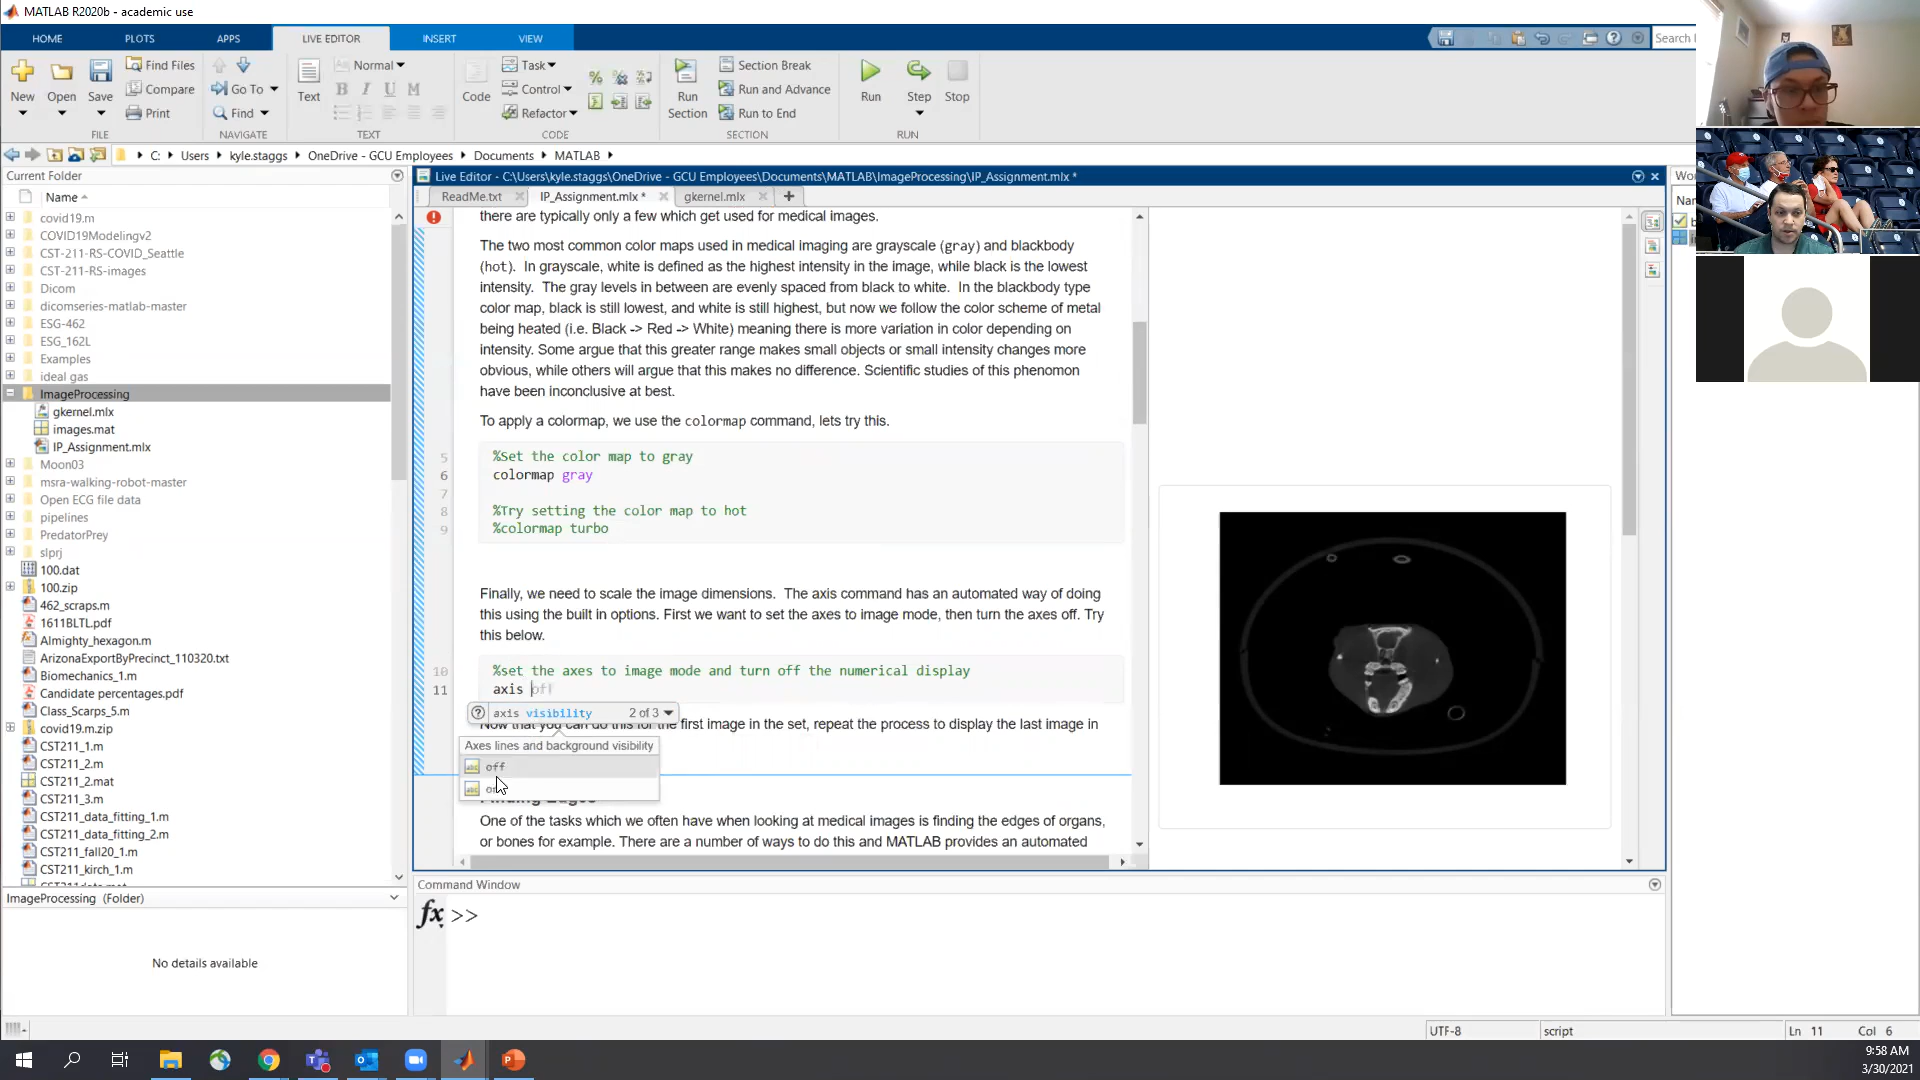 MATLAB R2020b - academic use
HOME
PLOTS
APPS
LIVE EDITOR
INSERT
VIEW
New
Open
Save
Find Files
Compare
Print
FILE
Go To
Find
NAVIGATE
Text
Normal
B I U M
TEXT
Code
Task
Control
Refactor
CODE
Run Section
Section Break
Run and Advance
Run to End
SECTION
Run
Step
Stop
RUN
Search
C: Users kyle.staggs OneDrive - GCU Employees Documents MATLAB
Current Folder
Name
covid19.m
COVID19Modelingv2
CST-211-RS-COVID_Seattle
CST-211-RS-images
Dicom
dicomseries-matlab-master
ESG-462
ESG_162L
Examples
ideal gas
ImageProcessing
gkernel.mlx
images.mat
IP_Assignment.mlx
Moon03
msra-walking-robot-master
Open ECG file data
pipelines
PredatorPrey
slprj
100.dat
100.zip
462_scraps.m
1611BLTL.pdf
Almighty_hexagon.m
ArizonaExportByPrecinct_110320.txt
Biomechanics_1.m
Candidate percentages.pdf
Class_Scarps_5.m
covid19.m.zip
CST211_1.m
CST211_2.m
CST211_2.mat
CST211_3.m
CST211_data_fitting_1.m
CST211_data_fitting_2.m
CST211_fall20_1.m
CST211_kirch_1.m
ImageProcessing (Folder)
No details available
Live Editor - C:\Users\kyle.staggs\OneDrive - GCU Employees\Documents\MATLAB\ImageProcessing\IP_Assignment.mlx *
ReadMe.txt
IP_Assignment.mlx *
gkernel.mlx
there are typically only a few which get used for medical images.
The two most common color maps used in medical imaging are grayscale (gray) and blackbody
(hot). In grayscale, white is defined as the highest intensity in the image, while black is the lowest
intensity. The gray levels in between are evenly spaced from black to white. In the blackbody type
color map, black is still lowest, and white is still highest, but now we follow the color scheme of metal
being heated (i.e. Black -> Red -> White) meaning there is more variation in color depending on
intensity. Some argue that this greater range makes small objects or small intensity changes more
obvious, while others will argue that this makes no difference. Scientific studies of this phenomon
have been inconclusive at best.
To apply a colormap, we use the colormap command, lets try this.
5 %Set the color map to gray
6 colormap gray
7
8 %Try setting the color map to hot
9 %colormap turbo
Finally, we need to scale the image dimensions. The axis command has an automated way of doing
this using the built in options. First we want to set the axes to image mode, then turn the axes off. Try
this below.
10 %set the axes to image mode and turn off the numerical display
11 axis off
axis visibility 2 of 3
Now that you can do this for the first image in the set, repeat the process to display the last image in
Axes lines and background visibility
off
Finding Edges
One of the tasks which we often have when looking at medical images is finding the edges of organs,
or bones for example. There are a number of ways to do this and MATLAB provides an automated
Command Window
fx >>
UTF-8
script
Ln 11
Col 6
9:58 AM
3/30/2021